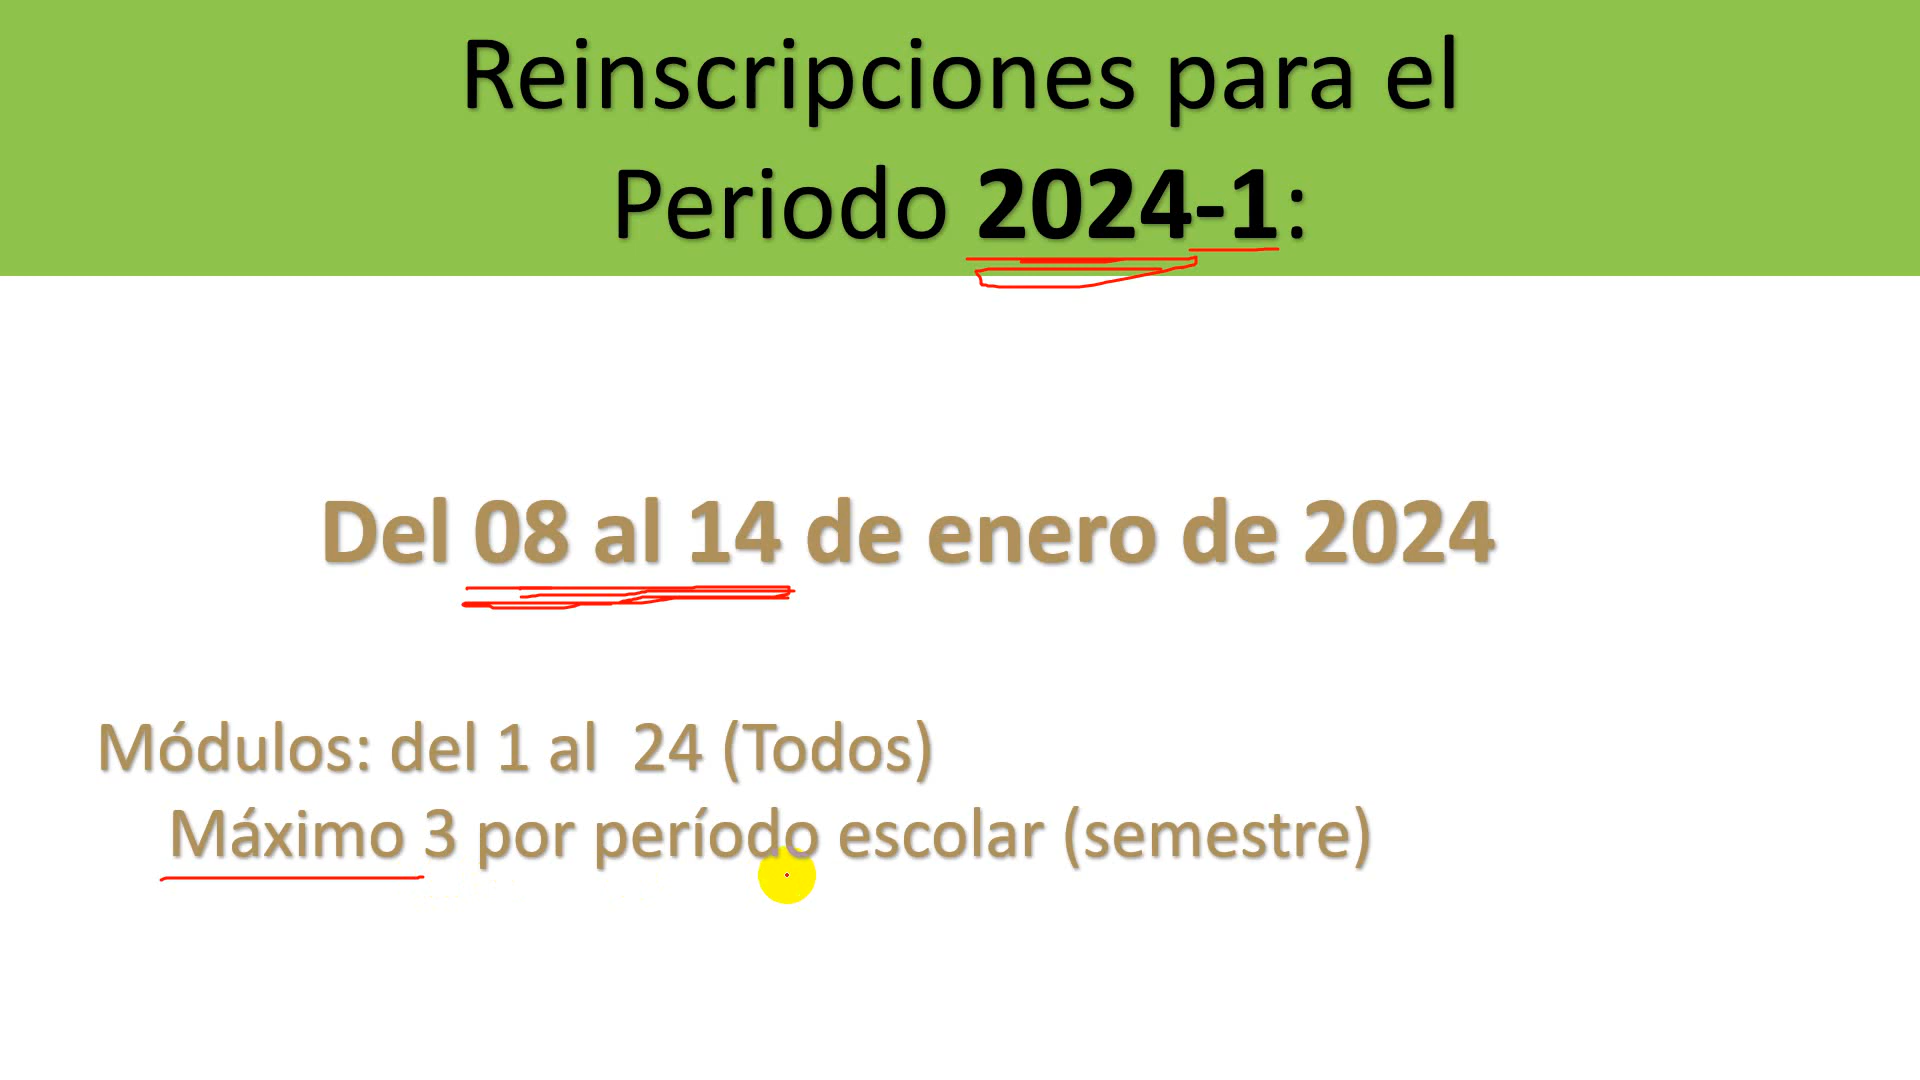 Reinscripciones para el
Periodo 2024-1:
Del 08 al 14 de enero de 2024
Módulos: del 1 al  24 (Todos)
Máximo 3 por período escolar (semestre)